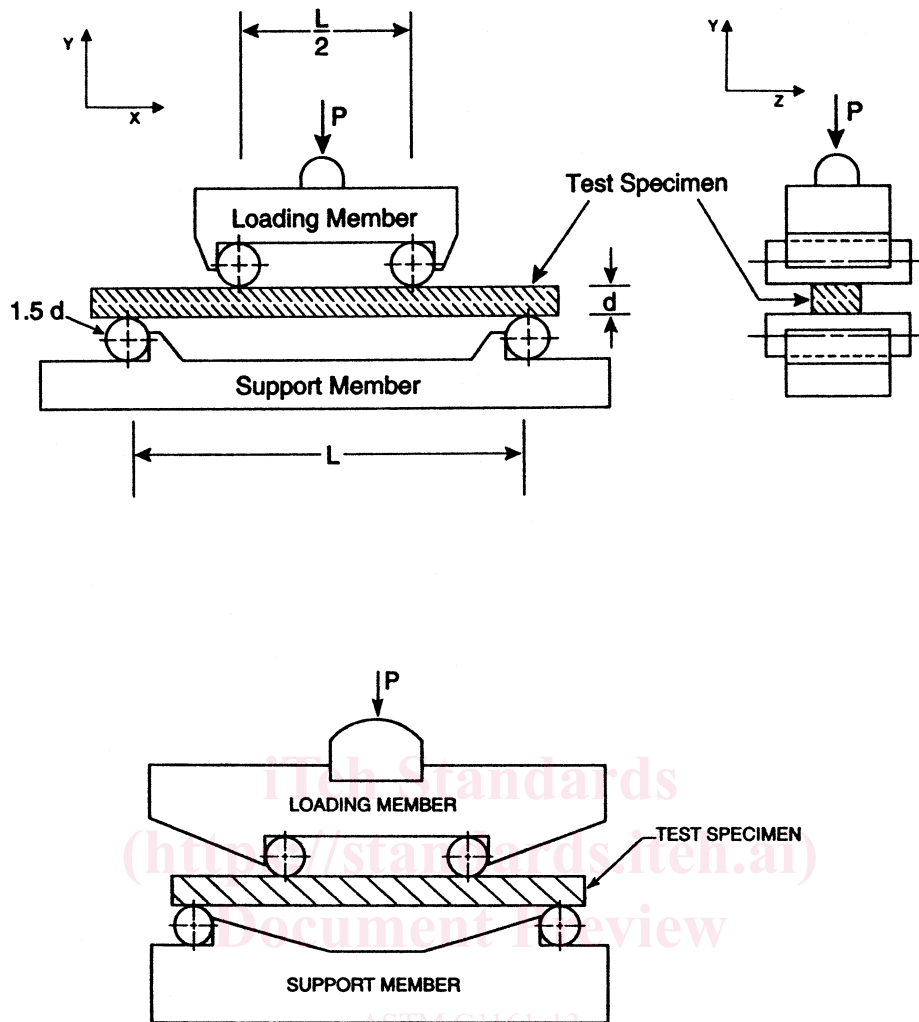 L
2
Y
X
P
Y
Z
P
Loading Member
Test Specimen
1.5 d
d
Support Member
L
P
iTeh Standards
LOADING MEMBER
TEST SPECIMEN
(https://standards.iteh.ai)
Document Preview
SUPPORT MEMBER